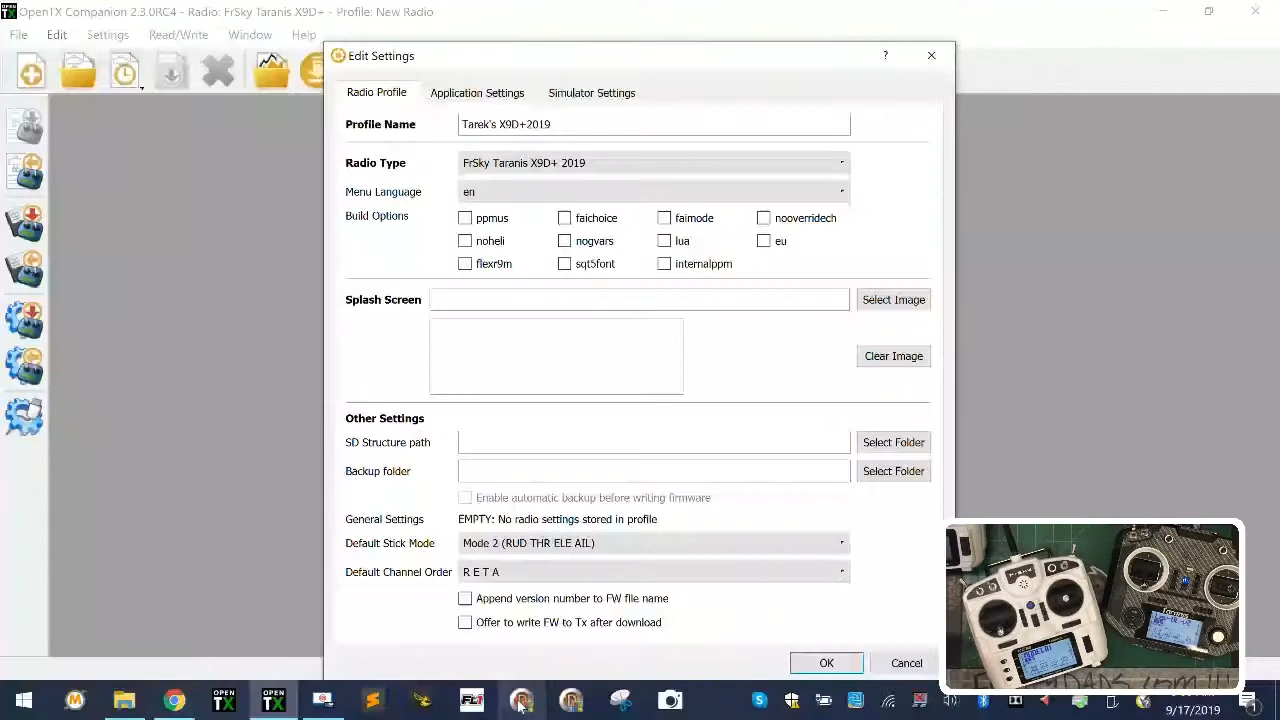 OpenTX Companion 2.3.0RC4 - Radio: FrSky Taranis X9D+ - Profile: New Radio
File Edit Settings Read/Write Window Help
Edit Settings
Radio Profile Application Settings Simulator Settings
Profile Name Tarek's X9D+2019
Radio Type FrSky Taranis X9D+ 2019
Menu Language en
Build Options ppmus faichoice faimode nooverridech
noheli nogvars lua eu
flexr9m sqt5font internalppm
Splash Screen Select Image
Clear Image
Other Settings
SD Structure path Select Folder
Backup folder Select Folder
Enable automatic backup before writing firmware
General Settings EMPTY: No radio settings stored in profile
Default Stick Mode Mode 2 (RUD THR ELE AIL)
Default Channel Order R E T A
Append version number to FW file name
Offer to write FW to Tx after download
OK Cancel
OPEN TX OPEN TX
9/17/2019